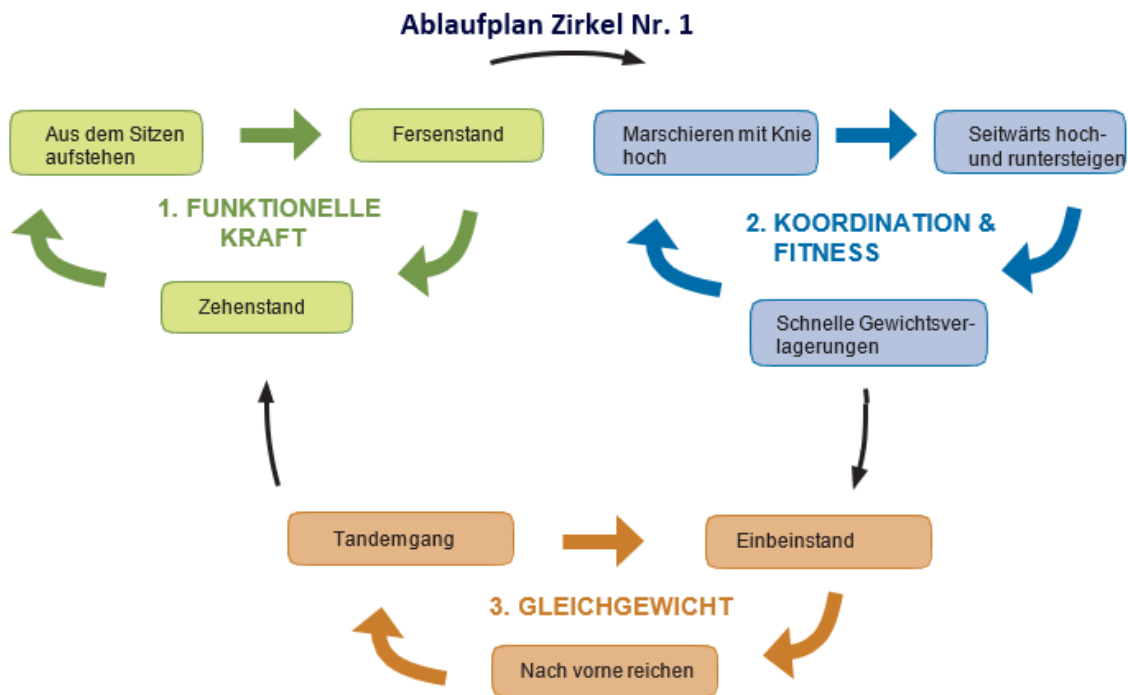 Ablaufplan Zirkel Nr. 1
Aus dem Sitzen
aufstehen
Fersenstand
1. FUNKTIONELLE
KRAFT
Zehenstand
Marschieren mit Knie
hoch
Seitwärts hoch-
und runtersteigen
2. KOORDINATION &
FITNESS
Schnelle Gewichtsver-
lagerungen
Tandemgang
Einbeinstand
3. GLEICHGEWICHT
Nach vorne reichen